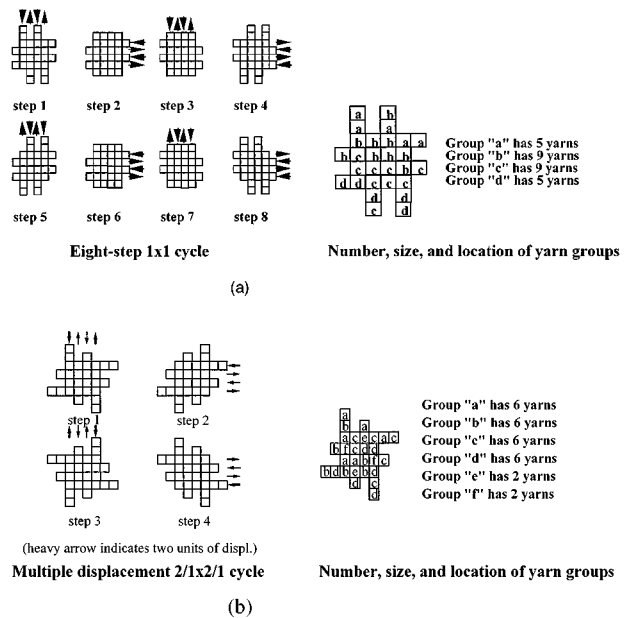 step 1 step 2 step 3 step 4
step 5 step 6 step 7 step 8
Eight-step 1x1 cycle
a b
a a
b b b a a
b c b b b
c c c b c
d d c c c
d d
c d
Group "a" has 5 yarns
Group "b" has 9 yarns
Group "c" has 9 yarns
Group "d" has 5 yarns
Number, size, and location of yarn groups
(a)
step 1 step 2
step 3 step 4
(heavy arrow indicates two units of displ.)
Multiple displacement 2/1x2/1 cycle
a
b a
a c e c a c
b f c d d
a a b f c
b d b e b d
d c
d
Group "a" has 6 yarns
Group "b" has 6 yarns
Group "c" has 6 yarns
Group "d" has 6 yarns
Group "e" has 2 yarns
Group "f" has 2 yarns
Number, size, and location of yarn groups
(b)